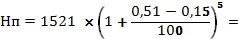 Нп = 1521 × (1 + (0,51 − 0,15)/100)^5 =